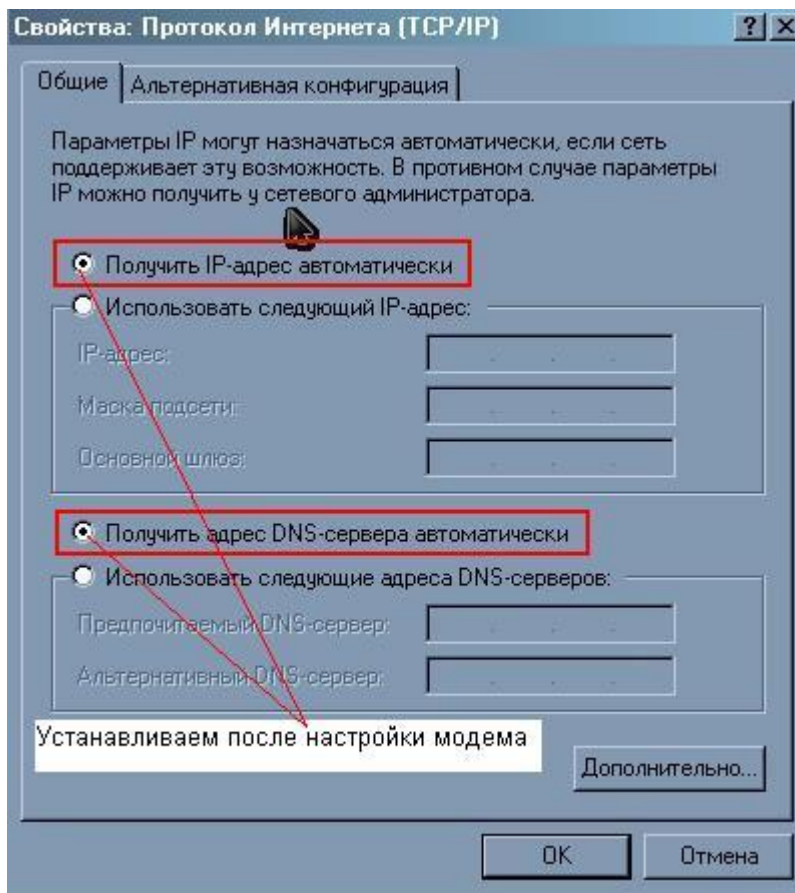 Свойства: Протокол Интернета (TCP/IP)
Общие
Альтернативная конфигурация
Параметры IP могут назначаться автоматически, если сеть
поддерживает эту возможность. В противном случае параметры
IP можно получить у сетевого администратора.
Получить IP-адрес автоматически
Использовать следующий IP-адрес:
IP-адрес:
Маска подсети:
Основной шлюз:
Получить адрес DNS-сервера автоматически
Использовать следующие адреса DNS-серверов:
Предпочитаемый DNS-сервер:
Альтернативный DNS-сервер:
Устанавливаем после настройки модема
Дополнительно...
OK
Отмена